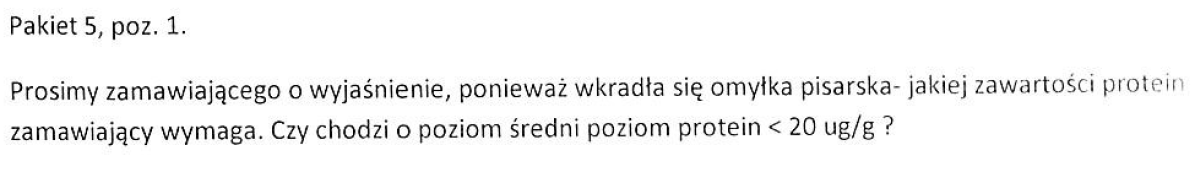 Pakiet 5, poz. 1.
Prosimy zamawiającego o wyjaśnienie, ponieważ wkradła się omyłka pisarska- jakiej zawartości protein
zamawiający wymaga. Czy chodzi o poziom średni poziom protein < 20 ug/g ?